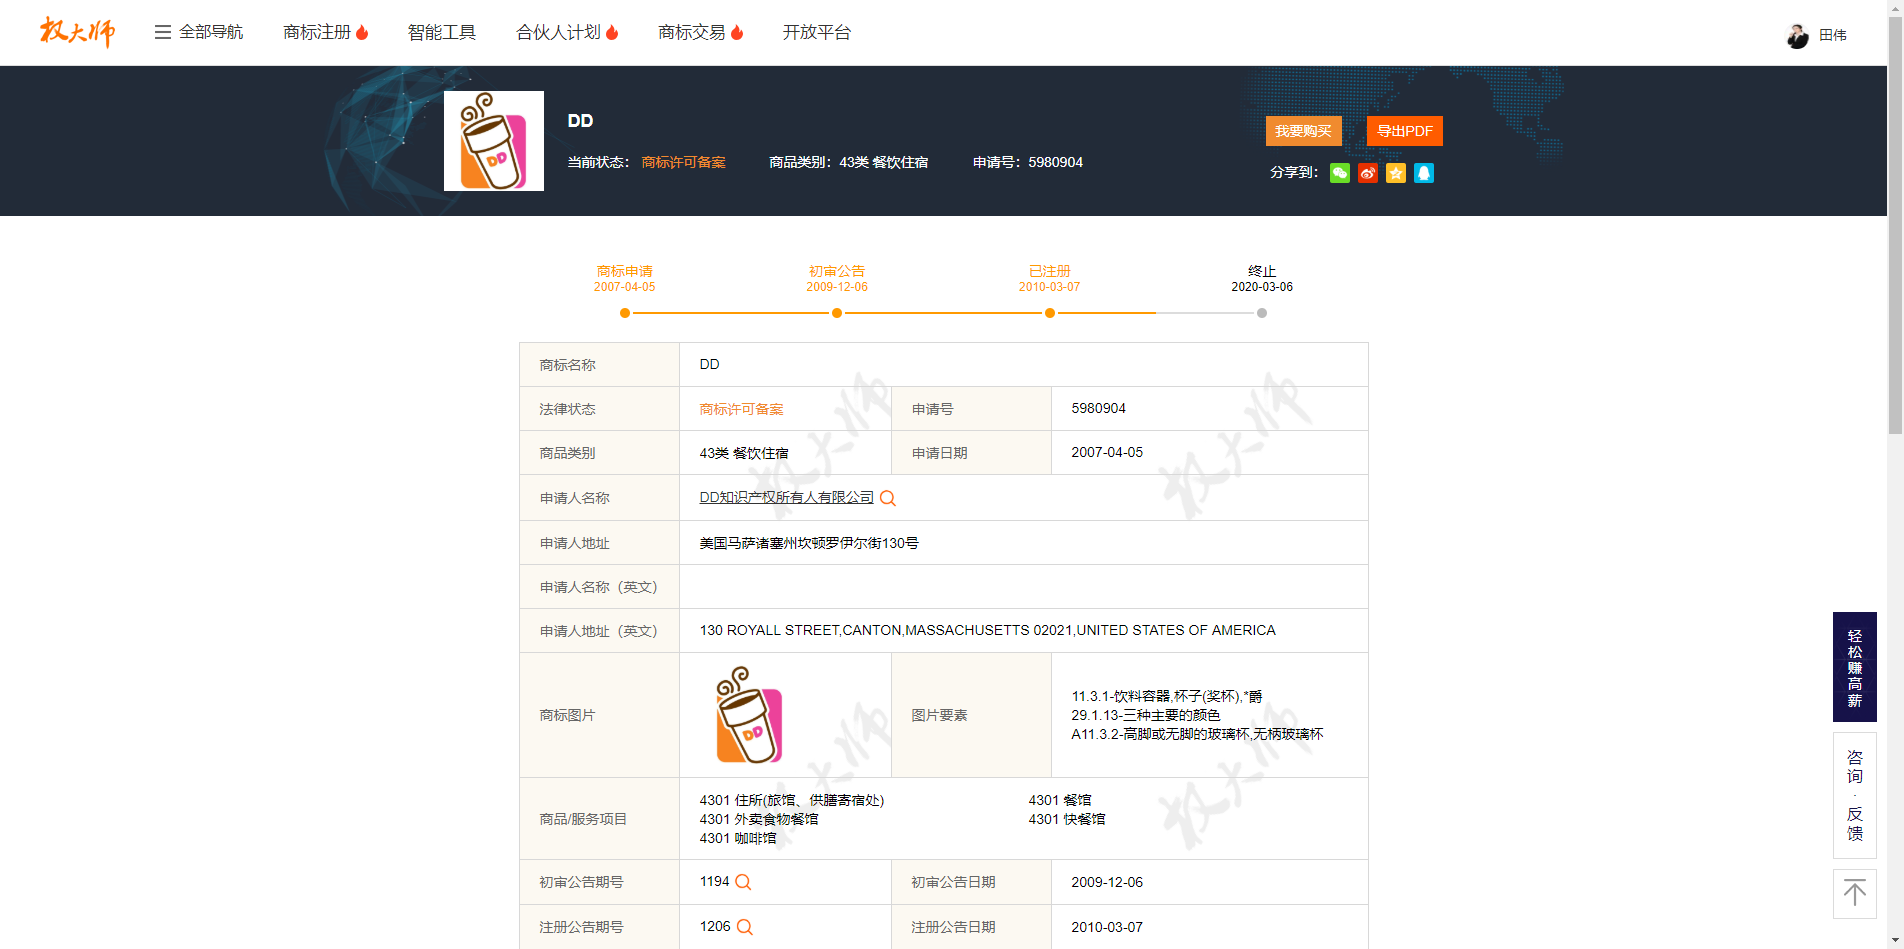 权大师
全部导航
商标注册
智能工具
合伙人计划
商标交易
开放平台
田伟
DD
DD
当前状态： 商标许可备案
商品类别：43类 餐饮住宿
申请号：5980904
我要购买
导出PDF
分享到：
商标申请
2007-04-05
初审公告
2009-12-06
已注册
2010-03-07
终止
2020-03-06
商标名称
DD
法律状态
商标许可备案
申请号
5980904
商品类别
43类 餐饮住宿
申请日期
2007-04-05
申请人名称
DD知识产权所有人有限公司
申请人地址
美国马萨诸塞州坎顿罗伊尔街130号
申请人名称（英文）
申请人地址（英文）
130 ROYALL STREET,CANTON,MASSACHUSETTS 02021,UNITED STATES OF AMERICA
商标图片
DD
图片要素
11.3.1-饮料容器,杯子(奖杯),*爵
29.1.13-三种主要的颜色
A11.3.2-高脚或无脚的玻璃杯,无柄玻璃杯
商品/服务项目
4301 住所(旅馆、供膳寄宿处)
4301 餐馆
4301 外卖食物餐馆
4301 快餐馆
4301 咖啡馆
初审公告期号
1194
初审公告日期
2009-12-06
注册公告期号
1206
注册公告日期
2010-03-07
权大师
权大师
权大师
权大师
轻松赚高薪
咨询·反馈